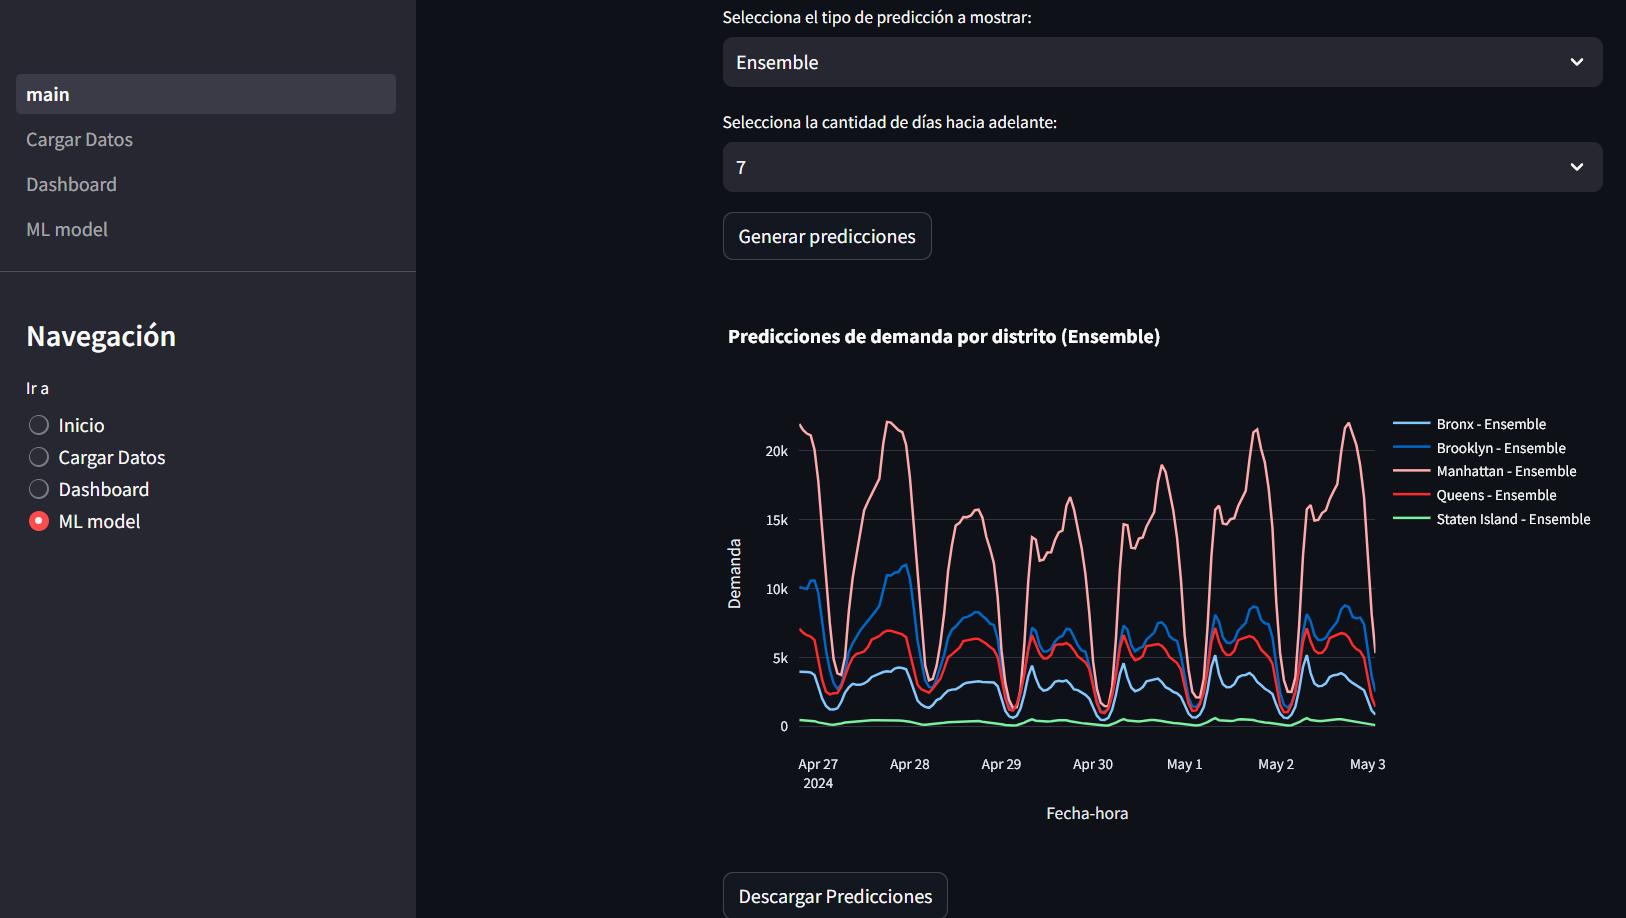 main
Cargar Datos
Dashboard
ML model
Navegación
Ir a
Inicio
Cargar Datos
Dashboard
ML model
Selecciona el tipo de predicción a mostrar:
Ensemble
Selecciona la cantidad de días hacia adelante:
7
Generar predicciones
Predicciones de demanda por distrito (Ensemble)
Demanda
20k
15k
10k
5k
0
Apr 27
2024
Apr 28
Apr 29
Apr 30
May 1
May 2
May 3
Fecha-hora
Bronx - Ensemble
Brooklyn - Ensemble
Manhattan - Ensemble
Queens - Ensemble
Staten Island - Ensemble
Descargar Predicciones